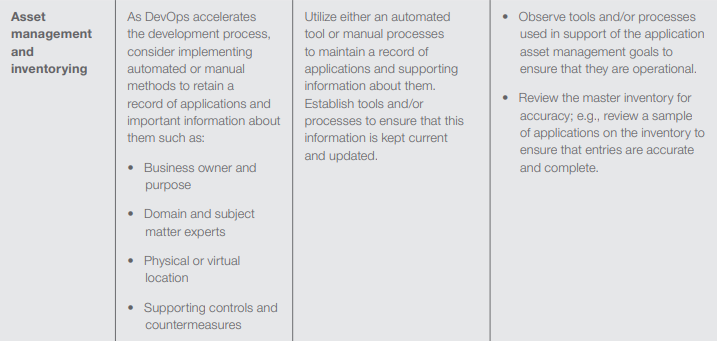 Asset
management
and
inventorying
As DevOps accelerates
the development process,
consider implementing
automated or manual
methods to retain a
record of applications and
important information about
them such as:
• Business owner and
purpose
• Domain and subject
matter experts
• Physical or virtual
location
• Supporting controls and
countermeasures
Utilize either an automated
tool or manual processes
to maintain a record of
applications and supporting
information about them.
Establish tools and/or
processes to ensure that this
information is kept current
and updated.
• Observe tools and/or processes
used in support of the application
asset management goals to
ensure that they are operational.
• Review the master inventory for
accuracy; e.g., review a sample
of applications on the inventory to
ensure that entries are accurate
and complete.